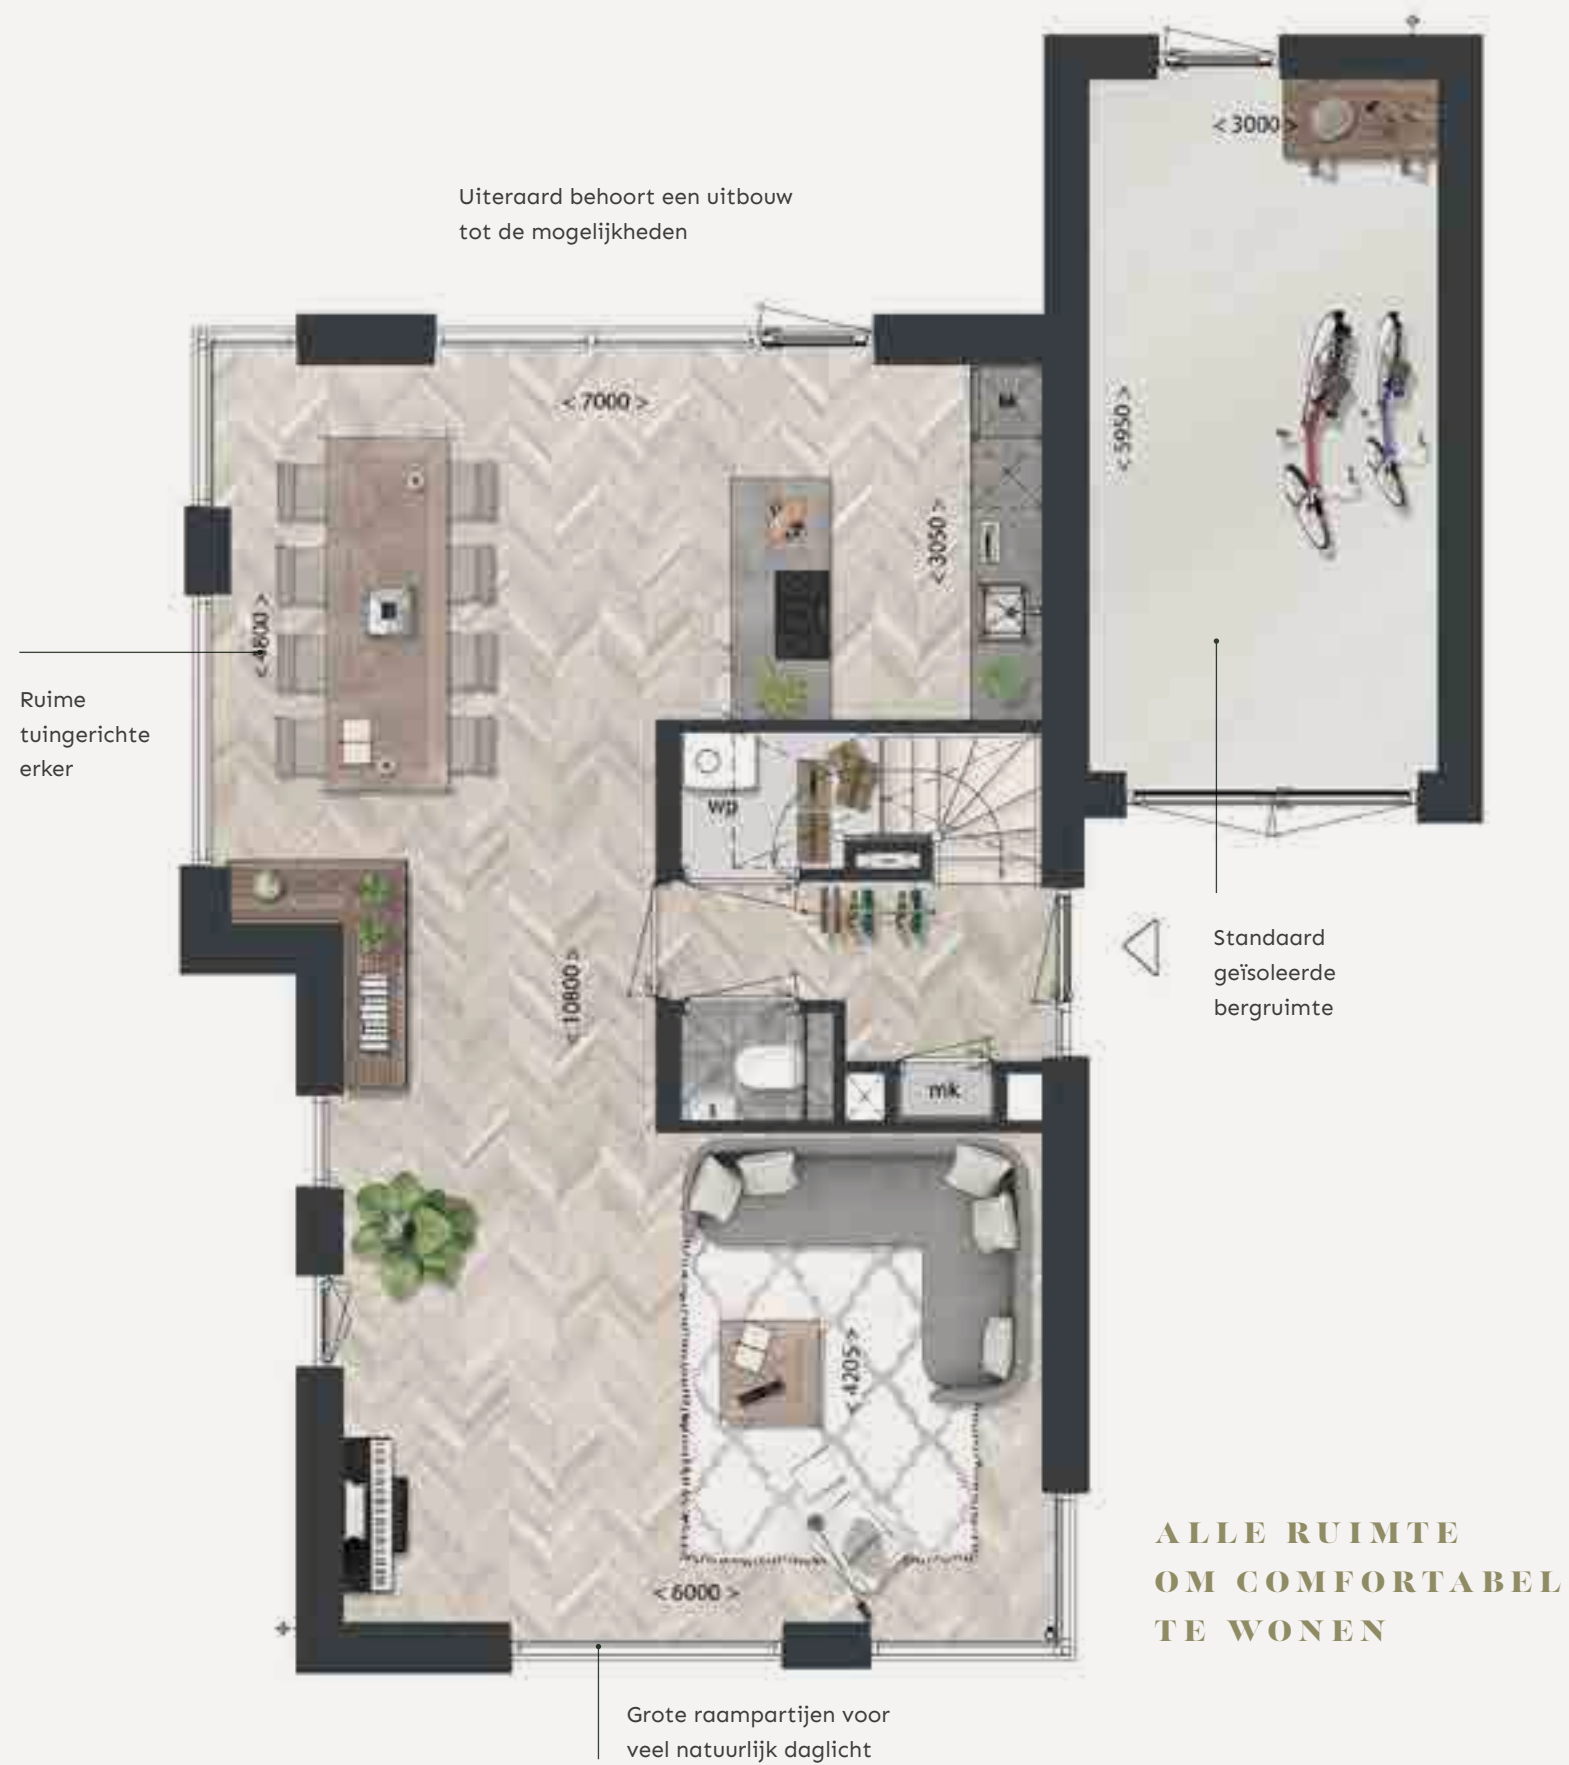 < 3000 >
Uiteraard behoort een uitbouw
tot de mogelijkheden
< 7000 >
< 5950 >
< 3050 >
< 4600 >
Ruime
tuingerichte
erker
wp
< 10800 >
Standaard
geïsoleerde
bergruimte
mk
< 4205 >
ALLE RUIMTE
OM COMFORTABEL
TE WONEN
< 6000 >
Grote raampartijen voor
veel natuurlijk daglicht